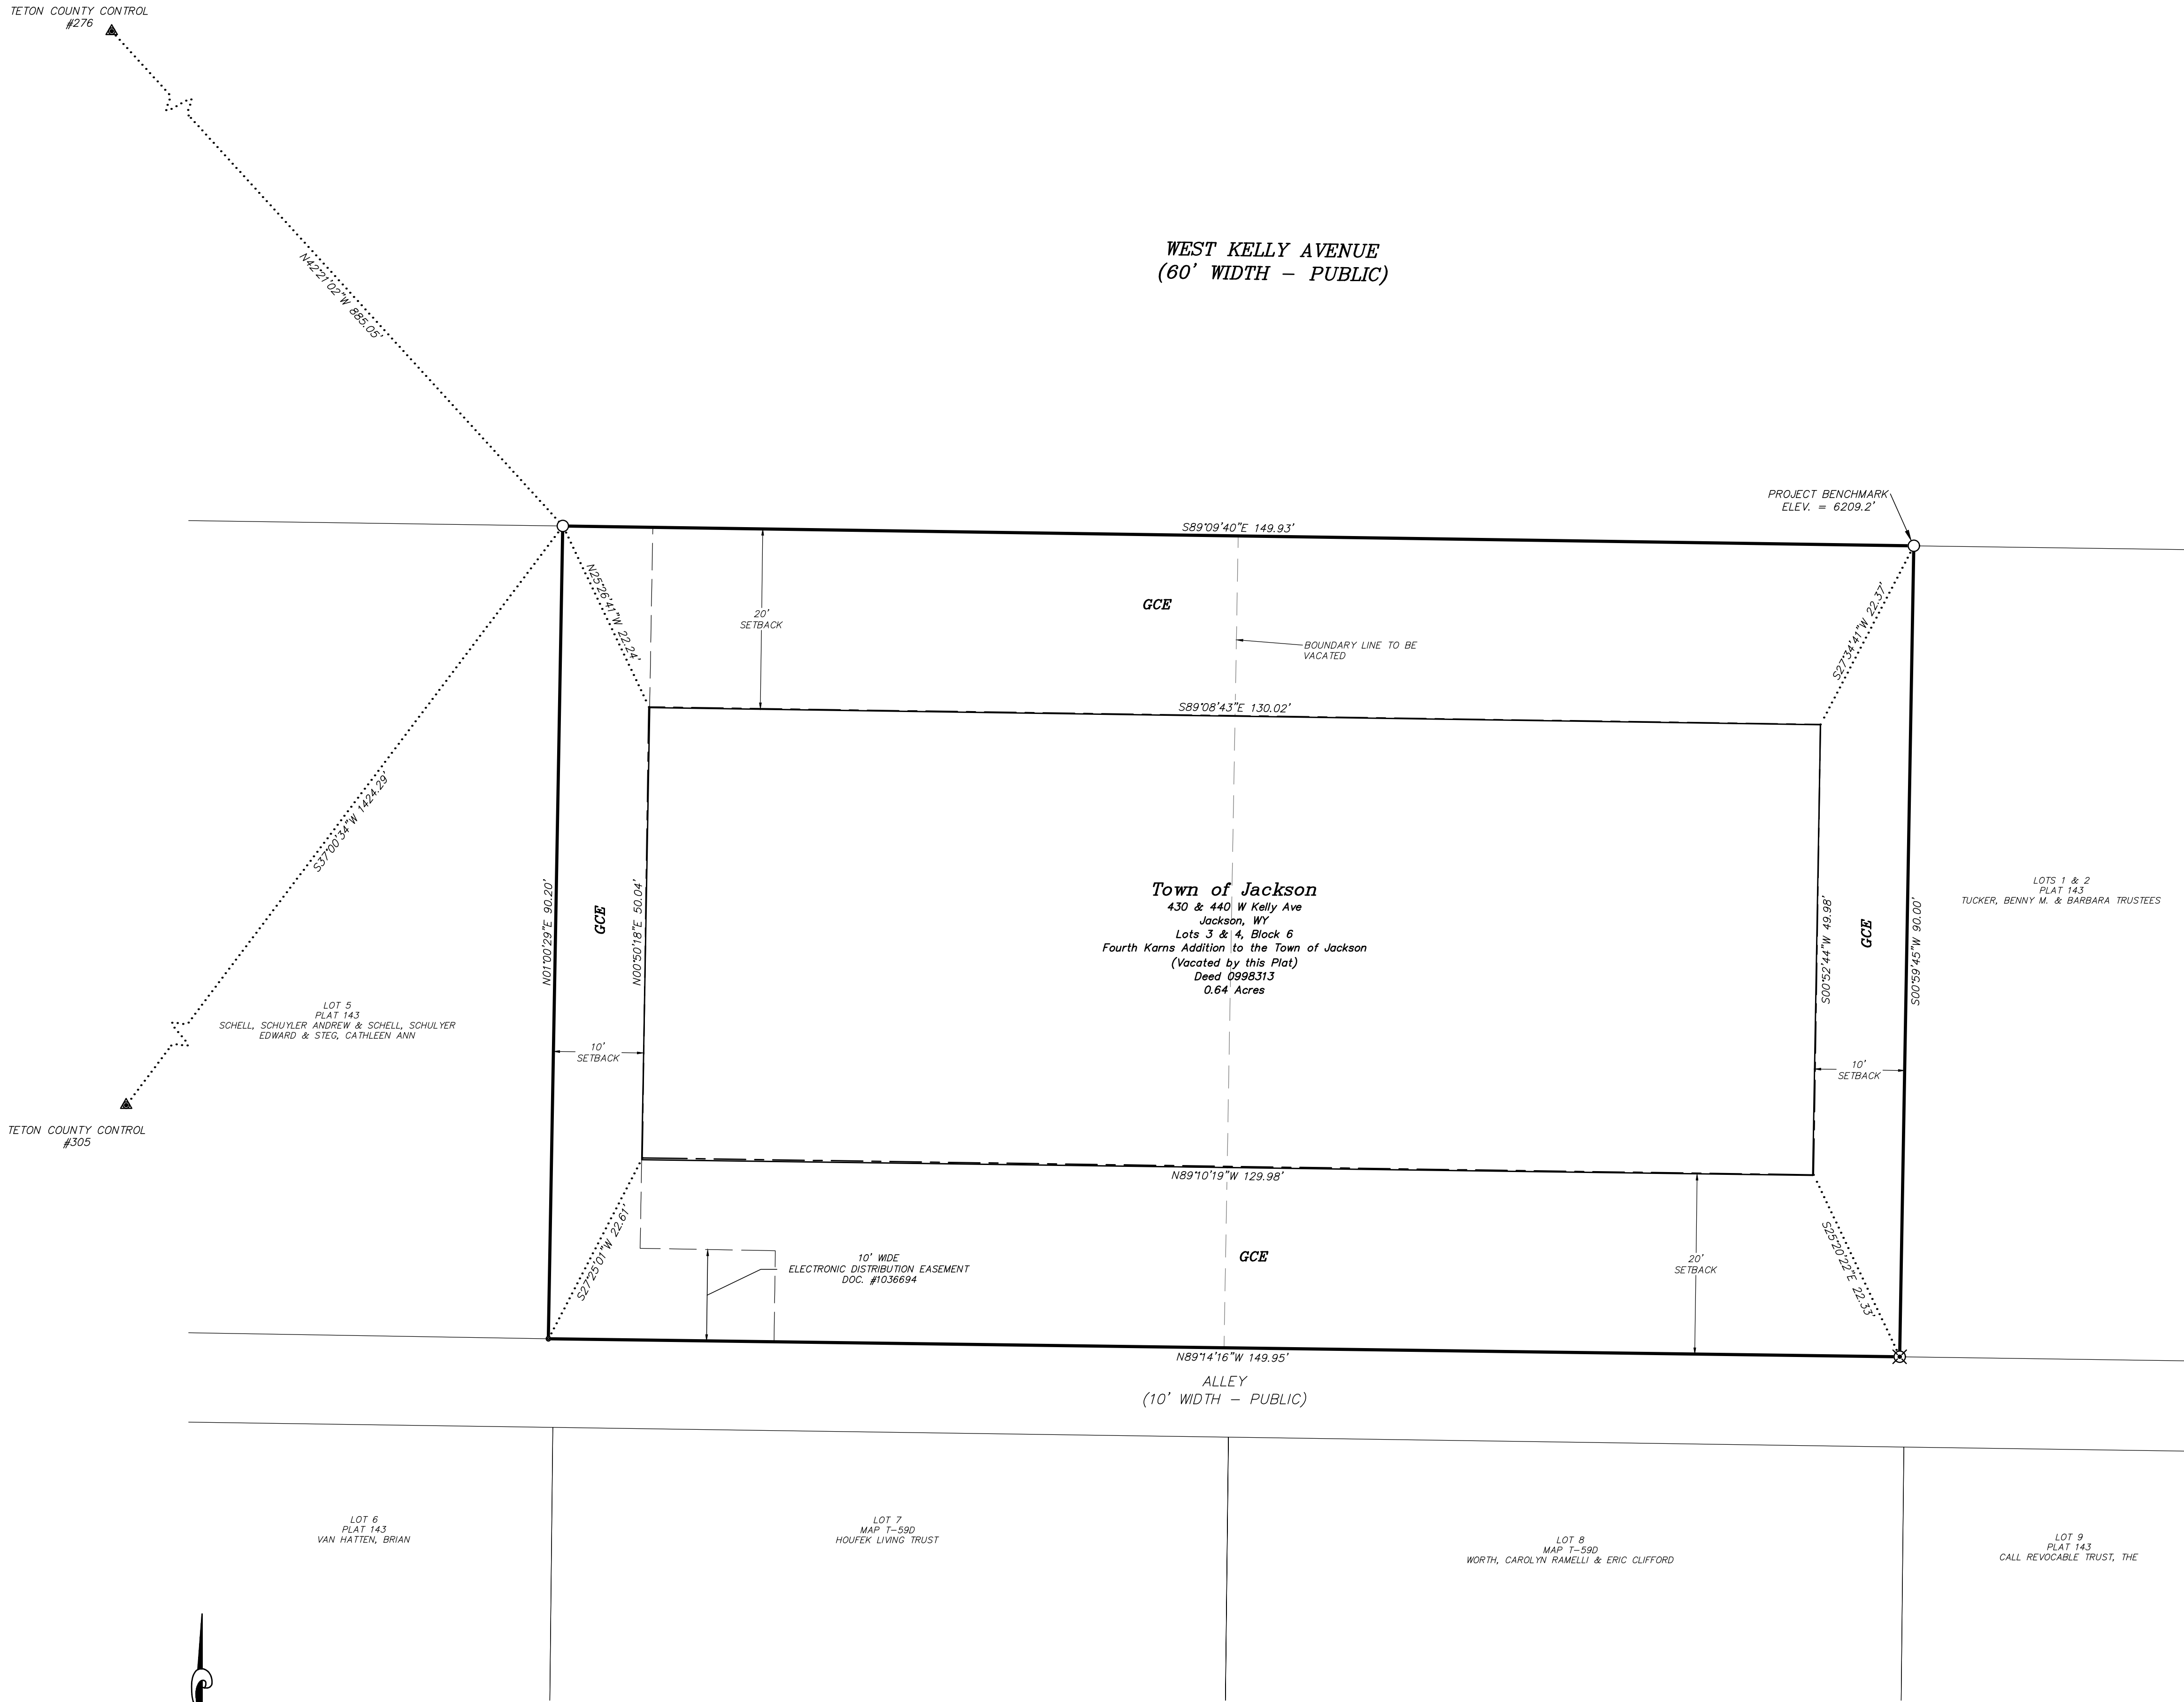 TETON COUNTY CONTROL
#276
N42°21'02"W 885.05'
WEST KELLY AVENUE
(60' WIDTH – PUBLIC)
PROJECT BENCHMARK
ELEV. = 6209.2'
S89°09'40"E 149.93'
N25°26'41"W 22.24'
20'
SETBACK
GCE
BOUNDARY LINE TO BE
VACATED
S27°34'41"W 22.37'
S89°08'43"E 130.02'
S37°00'34"W 1424.29'
N01°00'29"E 90.20'
GCE
N00°50'18"E 50.04'
Town of Jackson
430 & 440 W Kelly Ave
Jackson, WY
Lots 3 & 4, Block 6
Fourth Karns Addition to the Town of Jackson
(Vacated by this Plat)
Deed 0998313
0.64 Acres
S00°52'44"W 49.98'
GCE
S00°59'45"W 90.00'
LOTS 1 & 2
PLAT 143
TUCKER, BENNY M. & BARBARA TRUSTEES
LOT 5
PLAT 143
SCHELL, SCHUYLER ANDREW & SCHELL, SCHULYER
EDWARD & STEG, CATHLEEN ANN
10'
SETBACK
10'
SETBACK
TETON COUNTY CONTROL
#305
N89°10'19"W 129.98'
S27°25'01"W 22.61'
10' WIDE
ELECTRONIC DISTRIBUTION EASEMENT
DOC. #1036694
GCE
20'
SETBACK
S25°20'22"E 22.33'
N89°14'16"W 149.95'
ALLEY
(10' WIDTH – PUBLIC)
LOT 6
PLAT 143
VAN HATTEN, BRIAN
LOT 7
MAP T–59D
HOUFEK LIVING TRUST
LOT 8
MAP T–59D
WORTH, CAROLYN RAMELLI & ERIC CLIFFORD
LOT 9
PLAT 143
CALL REVOCABLE TRUST, THE